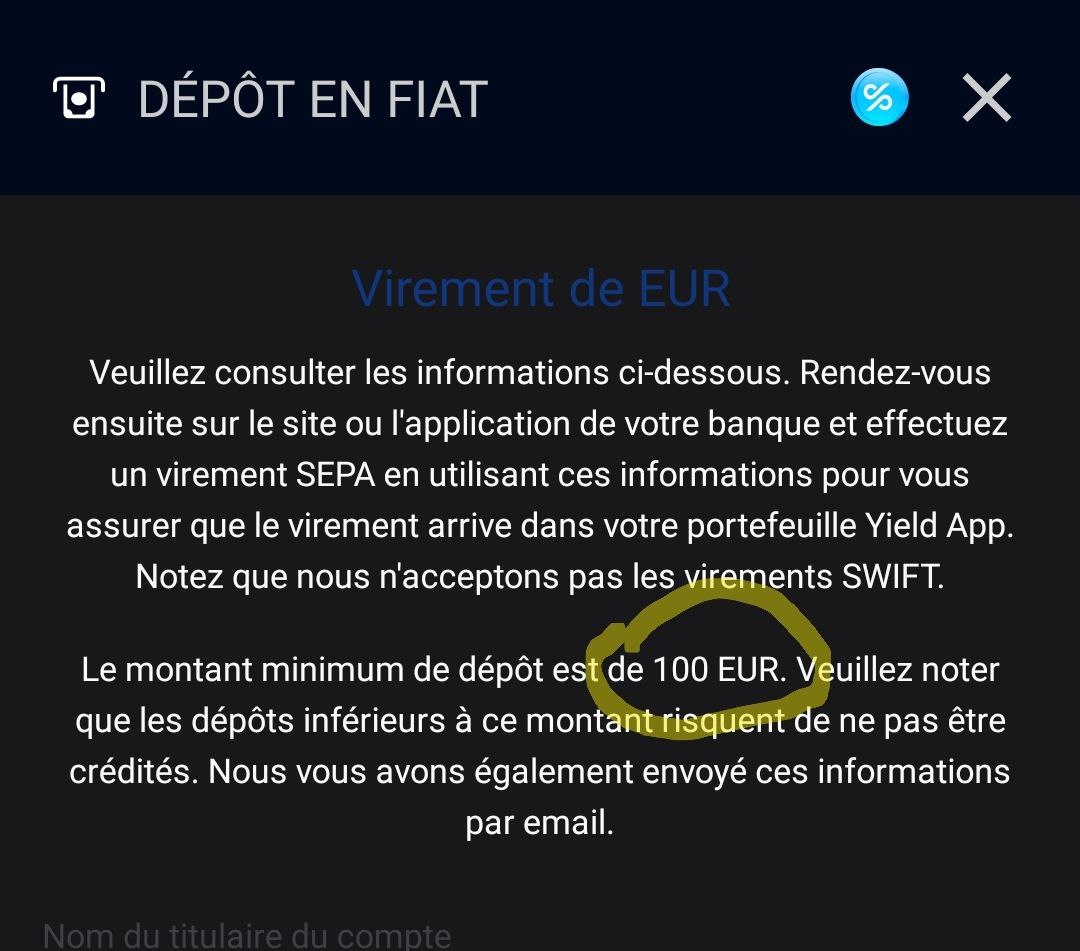 DÉPÔT EN FIAT
Virement de EUR
Veuillez consulter les informations ci-dessous. Rendez-vous
ensuite sur le site ou l'application de votre banque et effectuez
un virement SEPA en utilisant ces informations pour vous
assurer que le virement arrive dans votre portefeuille Yield App.
Notez que nous n'acceptons pas les virements SWIFT.
Le montant minimum de dépôt est de 100 EUR. Veuillez noter
que les dépôts inférieurs à ce montant risquent de ne pas être
crédités. Nous vous avons également envoyé ces informations
par email.
Nom du titulaire du compte